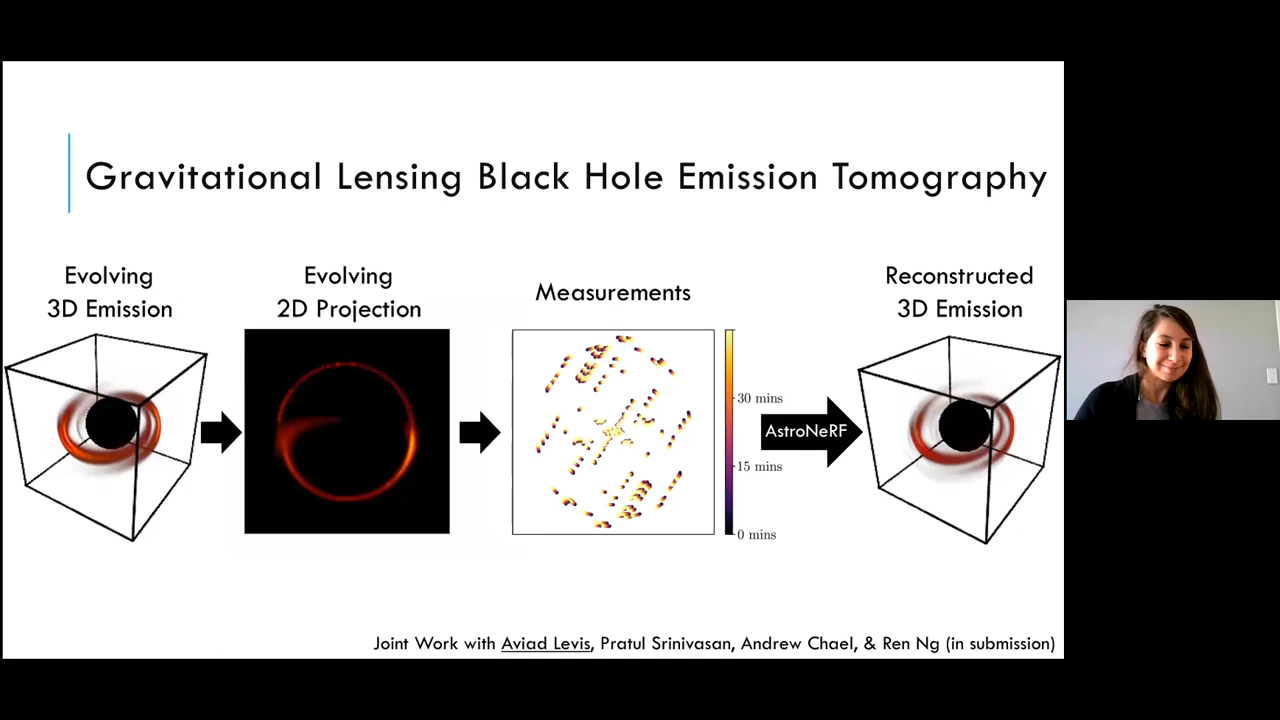 Gravitational Lensing Black Hole Emission Tomography
Evolving
3D Emission
Evolving
2D Projection
Measurements
30 mins
15 mins
0 mins
AstroNeRF
Reconstructed
3D Emission
Joint Work with Aviad Levis, Pratul Srinivasan, Andrew Chael, & Ren Ng (in submission)